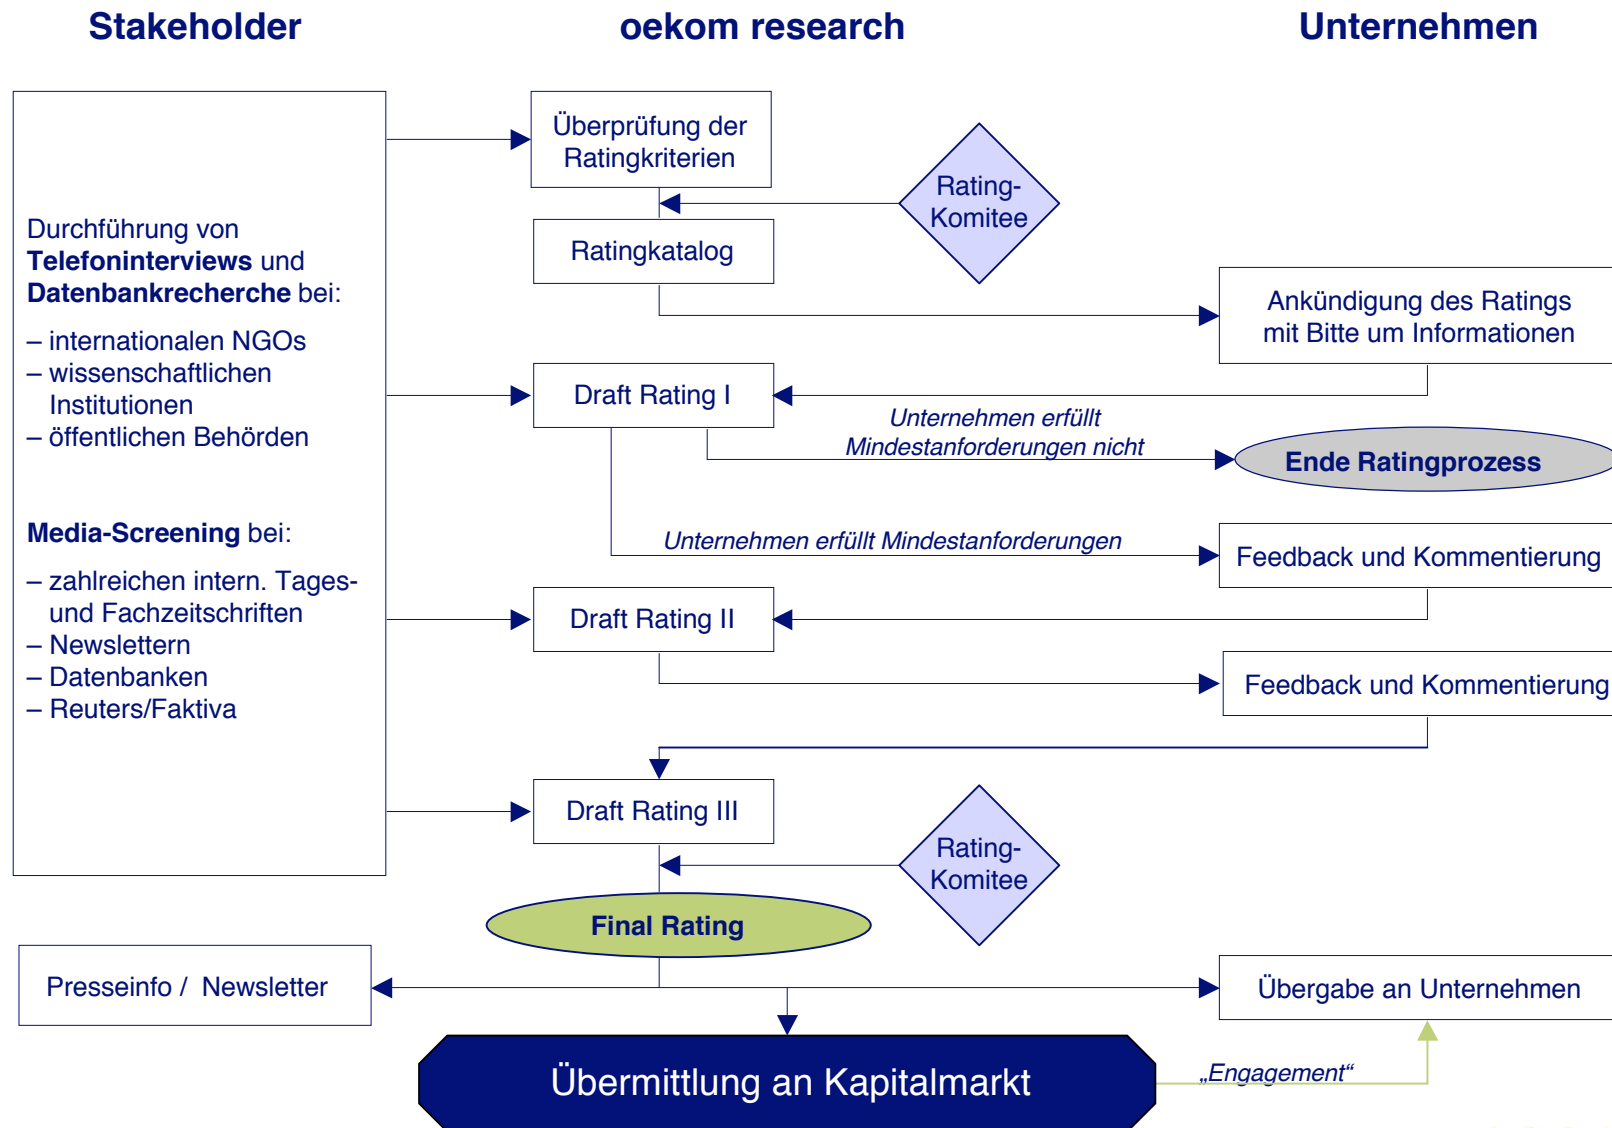 Stakeholder
oekom research
Unternehmen
Durchführung von
Telefoninterviews und
Datenbankrecherche bei:
– internationalen NGOs
– wissenschaftlichen
Institutionen
– öffentlichen Behörden
Media-Screening bei:
– zahlreichen intern. Tages-
und Fachzeitschriften
– Newslettern
– Datenbanken
– Reuters/Faktiva
Überprüfung der
Ratingkriterien
Rating-
Komitee
Ratingkatalog
Ankündigung des Ratings
mit Bitte um Informationen
Draft Rating I
Unternehmen erfüllt
Mindestanforderungen nicht
Ende Ratingprozess
Unternehmen erfüllt Mindestanforderungen
Feedback und Kommentierung
Draft Rating II
Feedback und Kommentierung
Draft Rating III
Rating-
Komitee
Final Rating
Presseinfo / Newsletter
Übergabe an Unternehmen
Übermittlung an Kapitalmarkt
„Engagement“